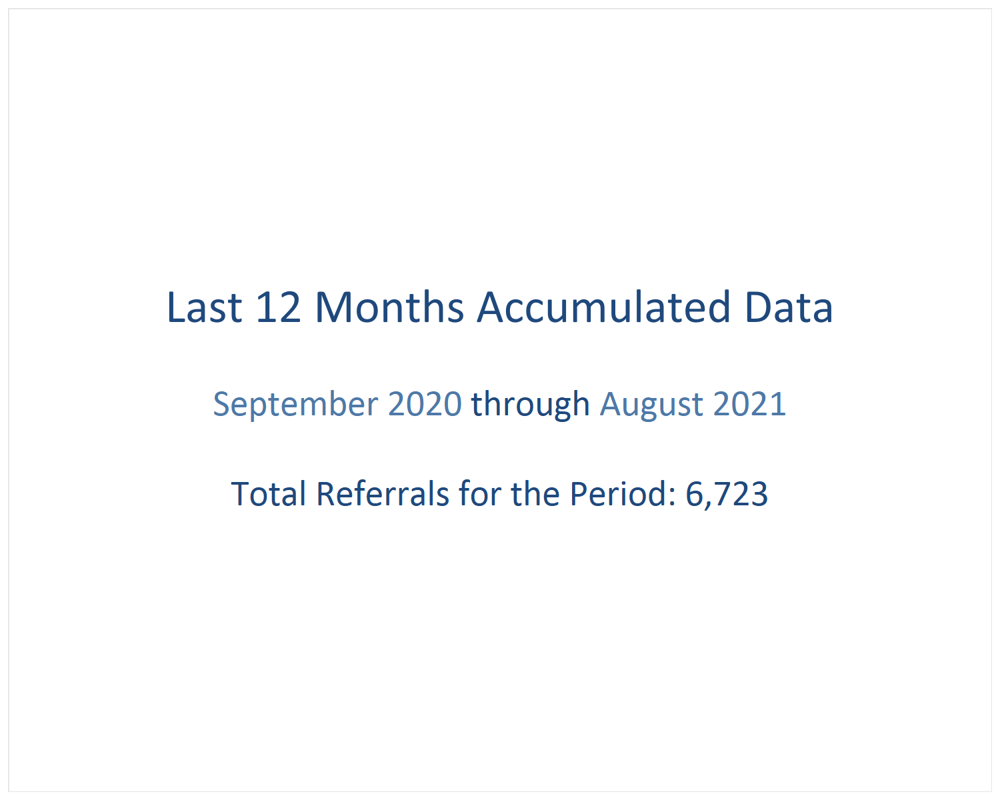 Last 12 Months Accumulated Data
September 2020 through August 2021
Total Referrals for the Period: 6,723